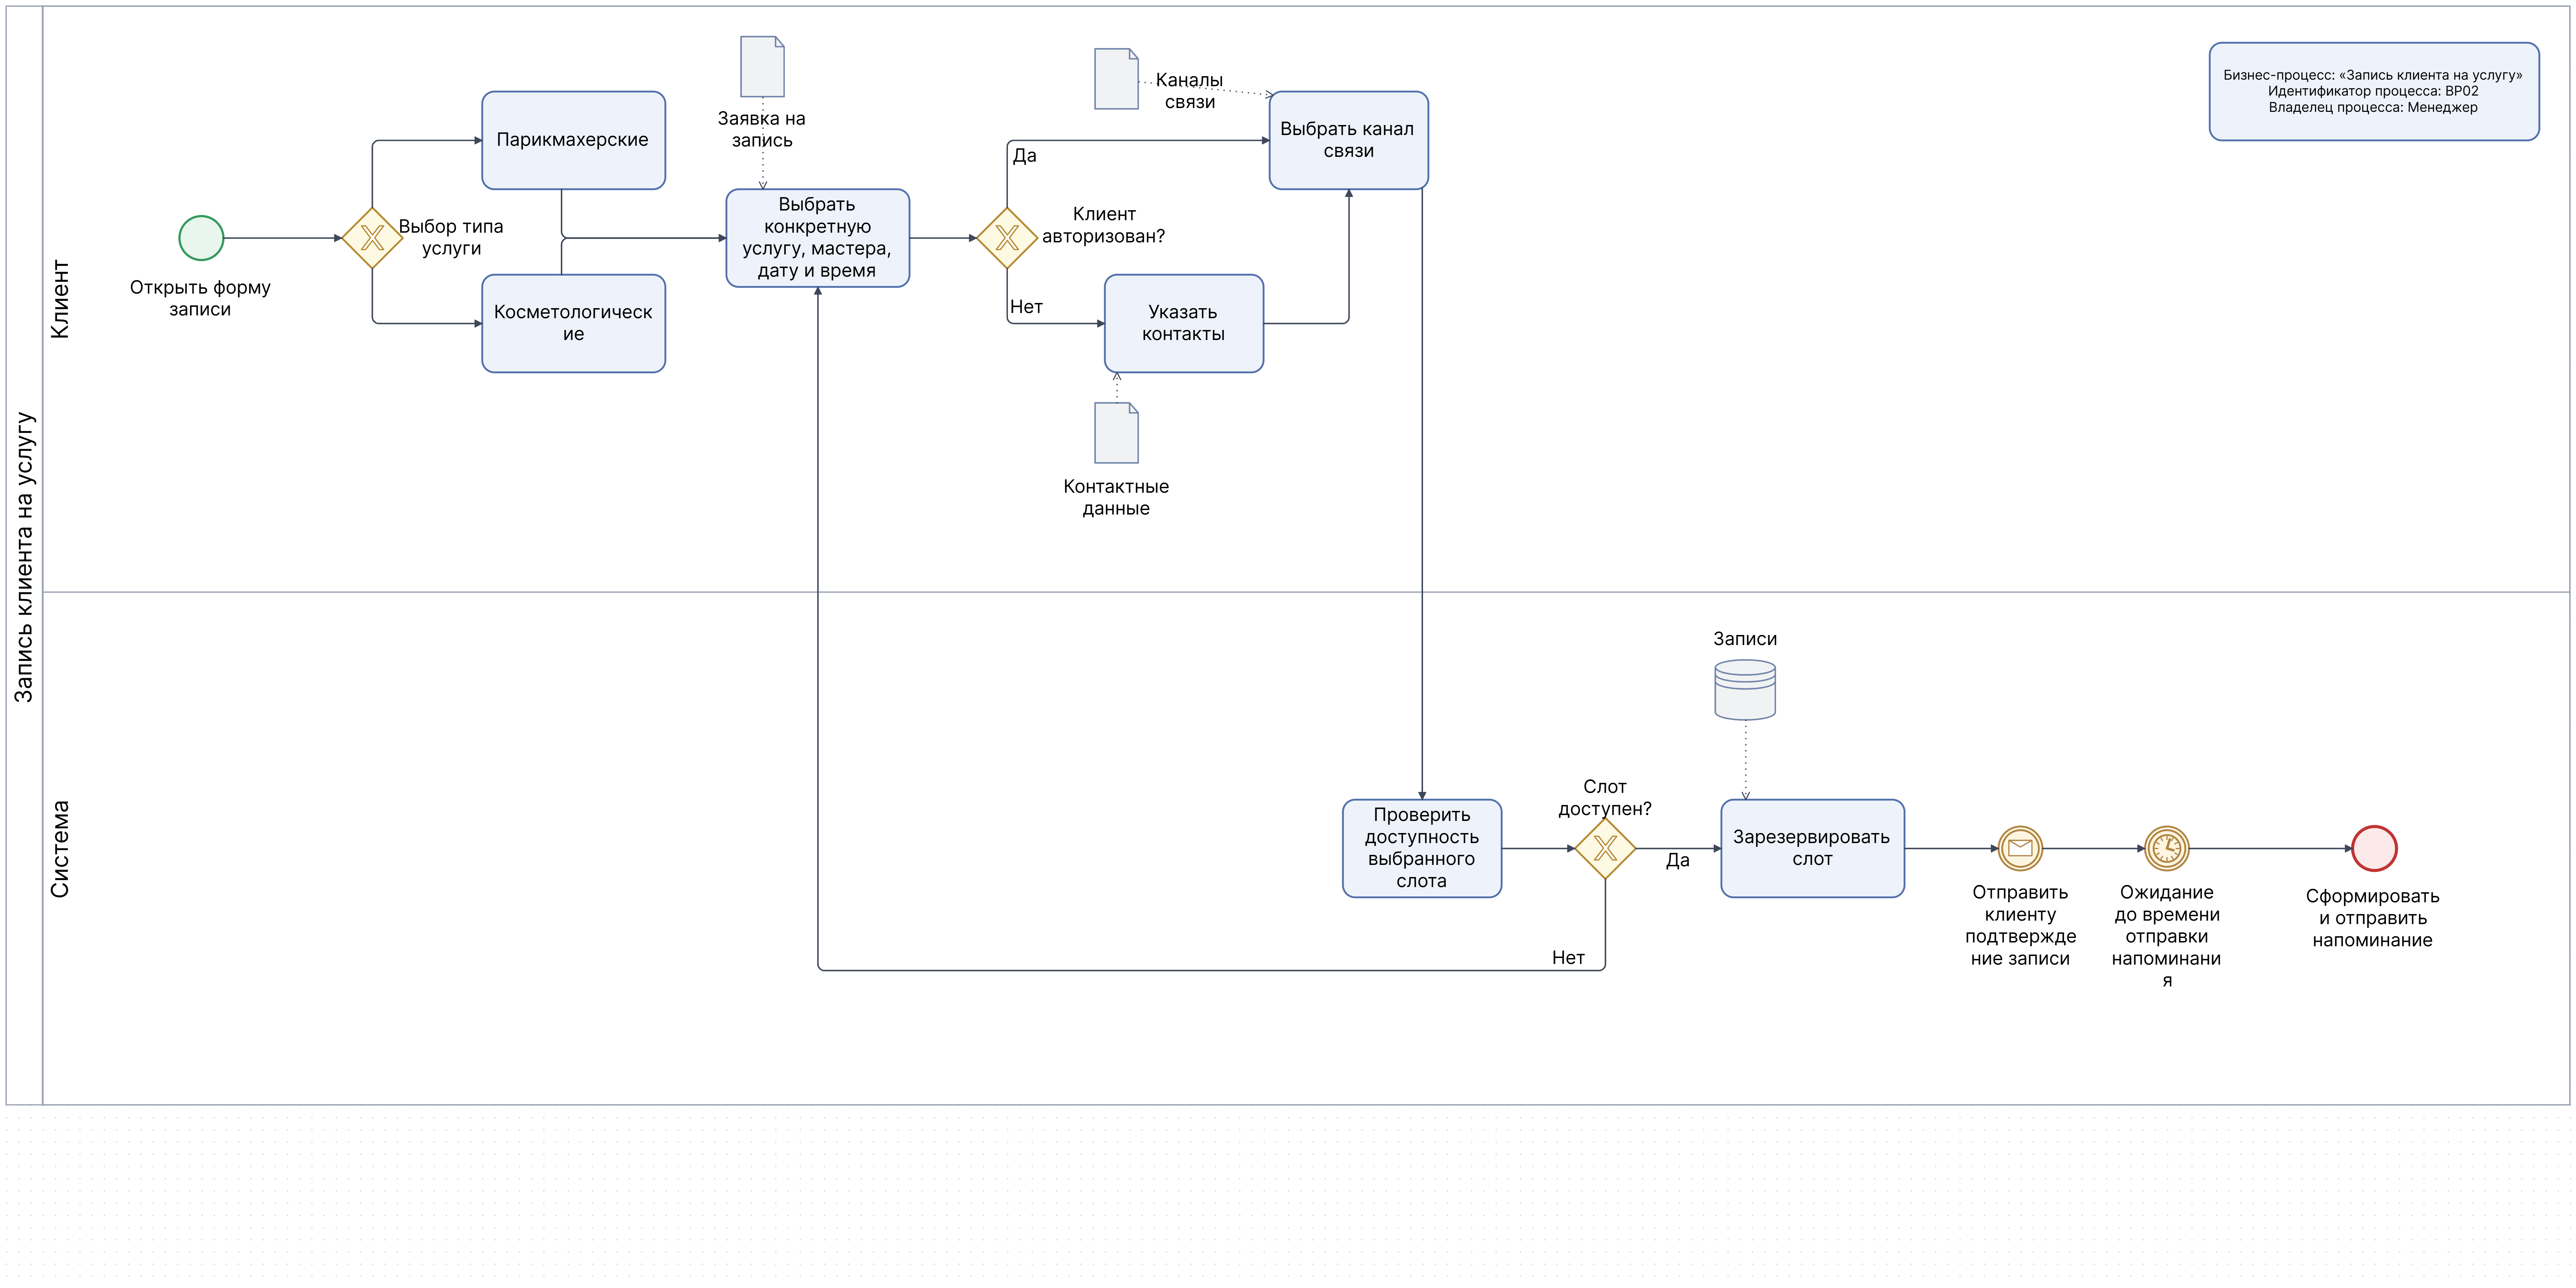 Запись клиента на услугу
Клиент
Открыть форму
записи
Выбор типа
услуги
Парикмахерские
Косметологическ
ие
Заявка на
запись
Выбрать
конкретную
услугу, мастера,
дату и время
Клиент
авторизован?
Да
Нет
Каналы
связи
Выбрать канал
связи
Указать
контакты
Контактные
данные
Бизнес-процесс: «Запись клиента на услугу»
Идентификатор процесса: BP02
Владелец процесса: Менеджер
Система
Проверить
доступность
выбранного
слота
Слот
доступен?
Да
Нет
Записи
Зарезервировать
слот
Отправить
клиенту
подтвержде
ние записи
Ожидание
до времени
отправки
напоминани
я
Сформировать
и отправить
напоминание